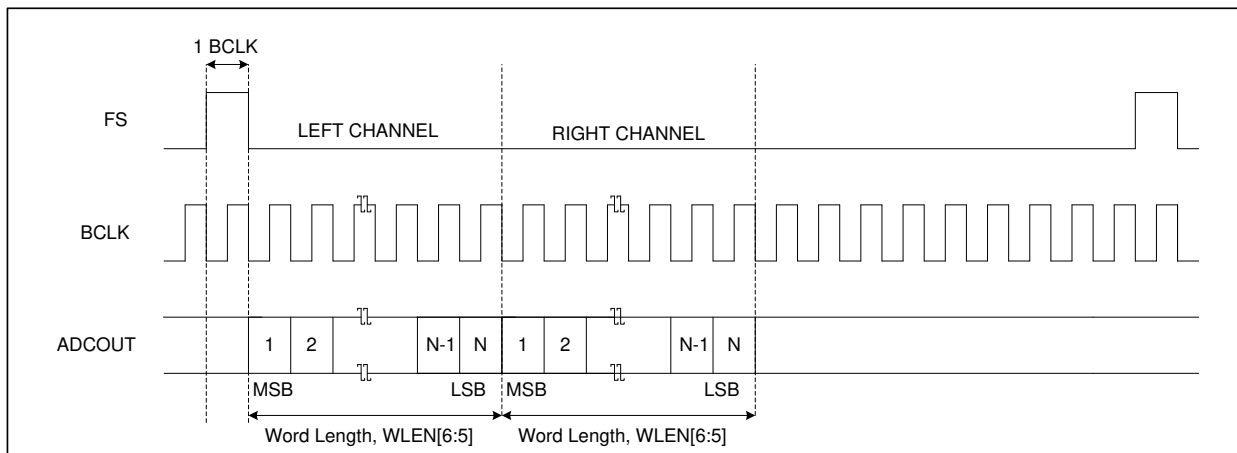 1 BCLK
FS
LEFT CHANNEL
RIGHT CHANNEL
BCLK
ADCOUT
1
2
N-1
N
1
2
N-1
N
MSB
LSB
MSB
LSB
Word Length, WLEN[6:5]
Word Length, WLEN[6:5]